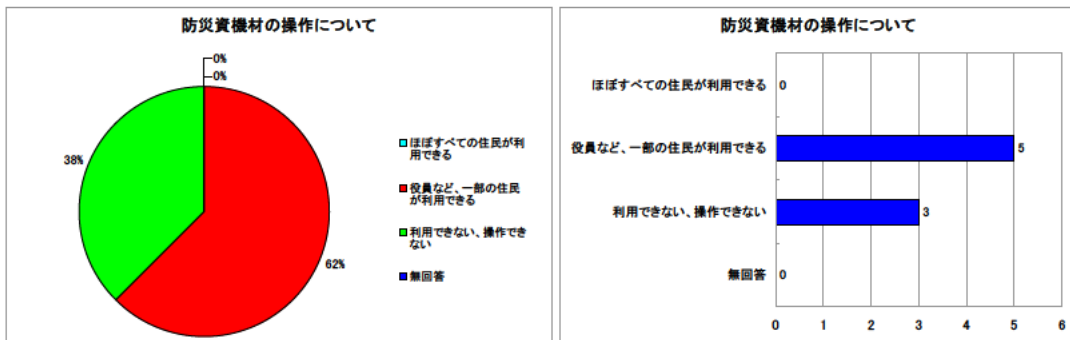 防災資機材の操作について
0%
0%
38%
62%
ほぼすべての住民が利
用できる
役員など、一部の住民
が利用できる
利用できない、操作でき
ない
無回答
防災資機材の操作について
ほぼすべての住民が利用できる 0
役員など、一部の住民が利用できる 5
利用できない、操作できない 3
無回答 0
0 1 2 3 4 5 6